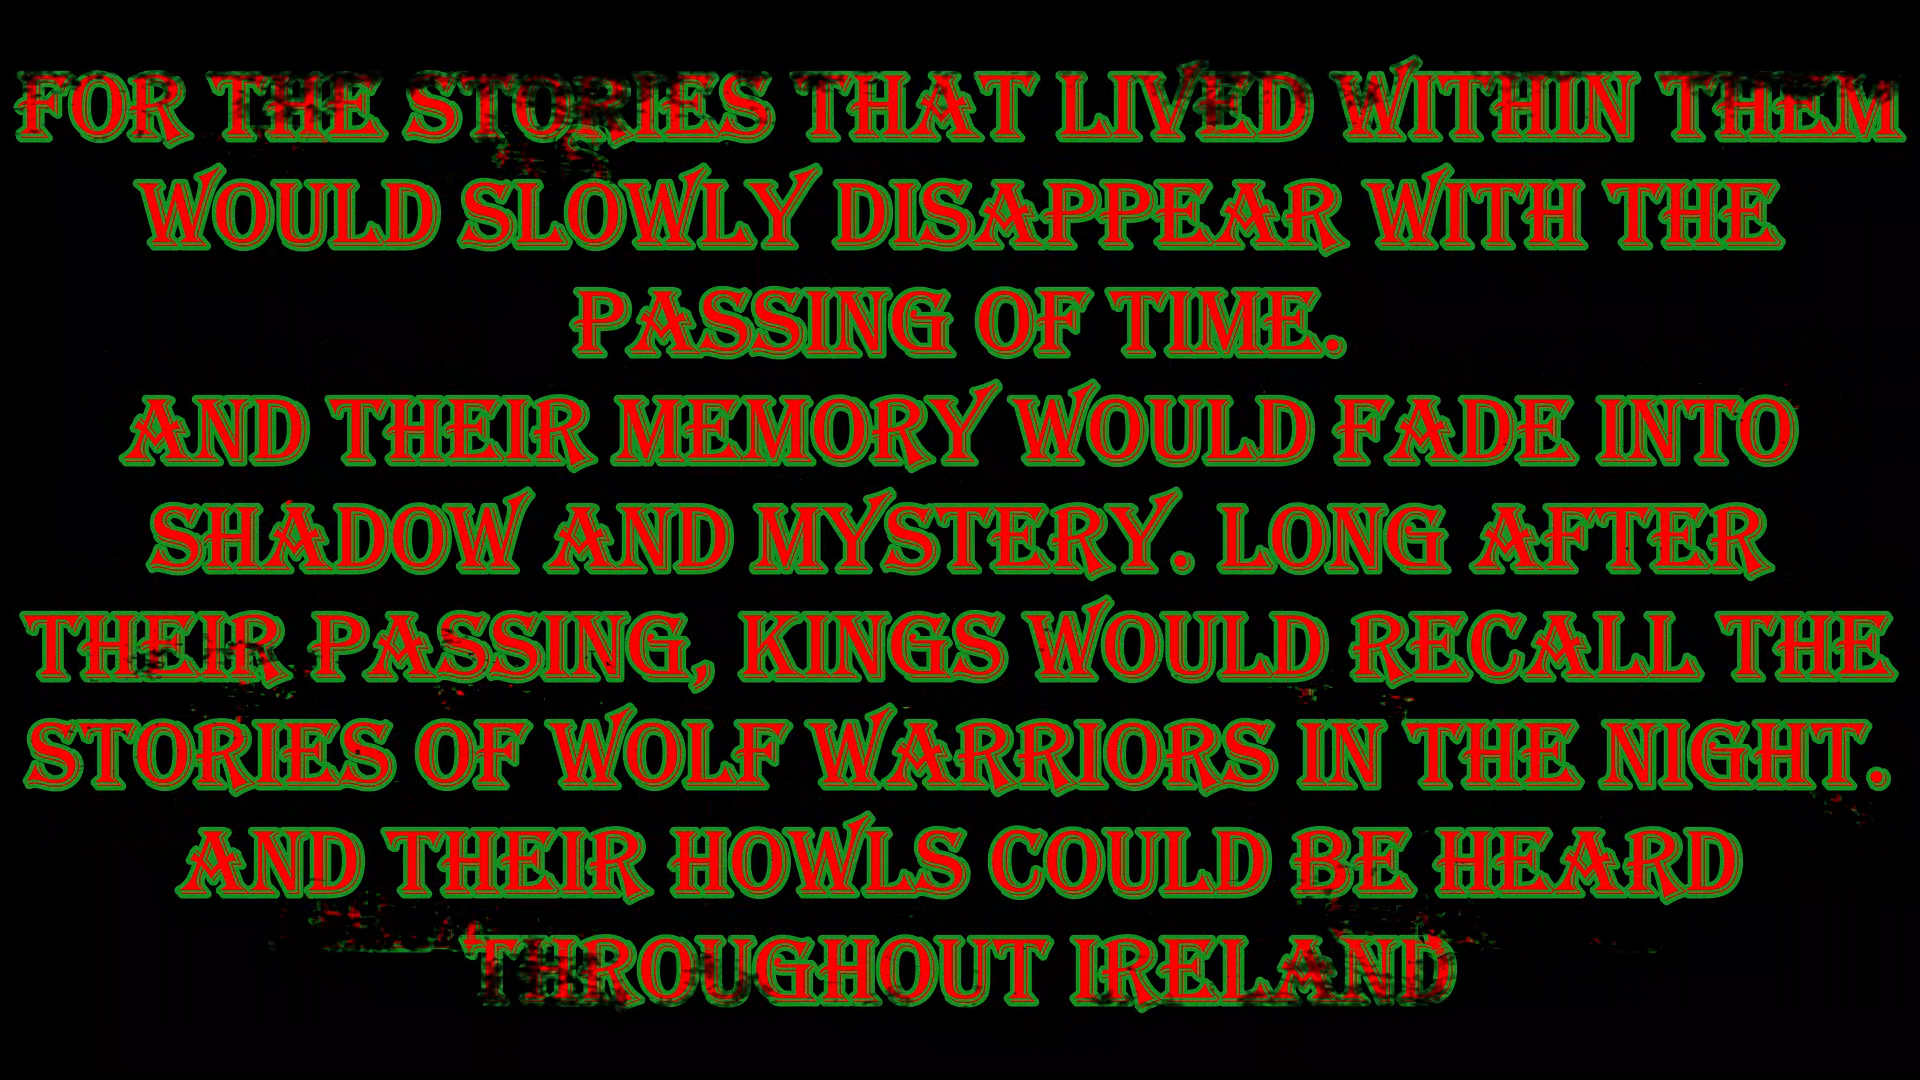 FOR THE STORIES THAT LIVED WITHIN THEM
WOULD SLOWLY DISAPPEAR WITH THE
PASSING OF TIME.
AND THEIR MEMORY WOULD FADE INTO
SHADOW AND MYSTERY. LONG AFTER
THEIR PASSING, KINGS WOULD RECALL THE
STORIES OF WOLF WARRIORS IN THE NIGHT.
AND THEIR HOWLS COULD BE HEARD
THROUGHOUT IRELAND